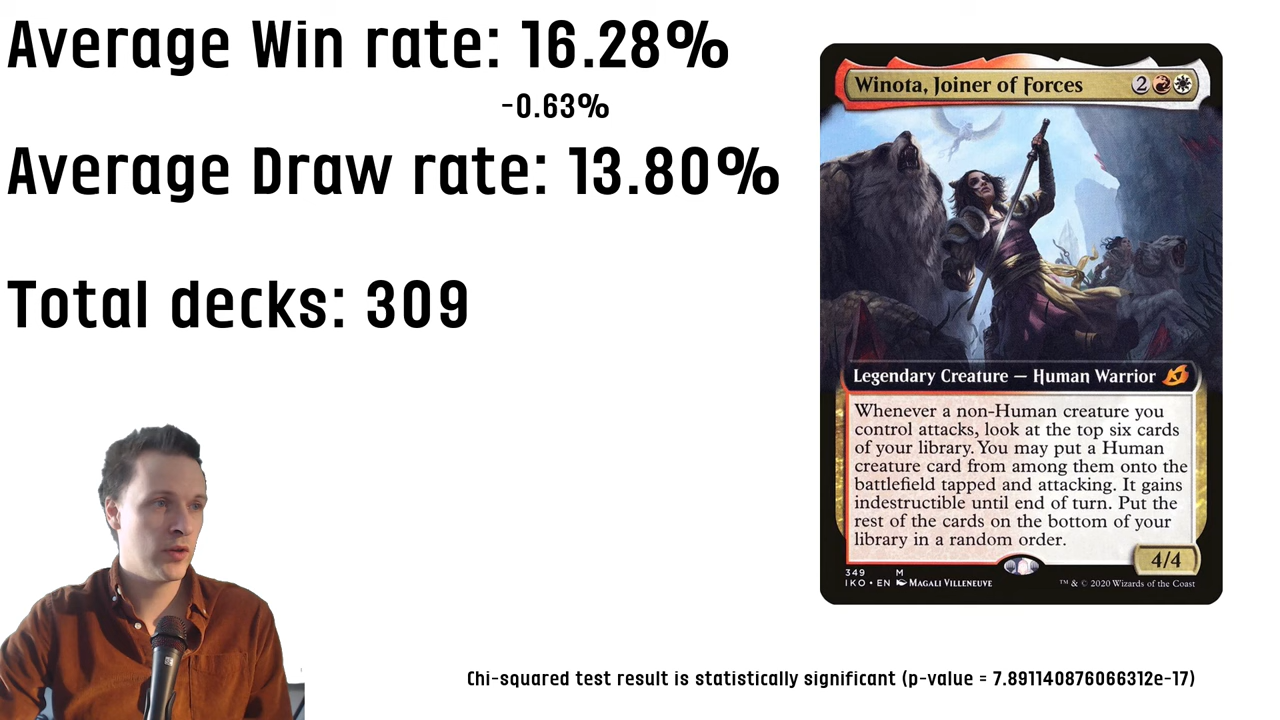 Average Win rate: 16.28%
-0.63%
Average Draw rate: 13.80%
Total decks: 309
Winota, Joiner of Forces 2
Legendary Creature — Human Warrior
Whenever a non-Human creature you
control attacks, look at the top six cards
of your library. You may put a Human
creature card from among them onto the
battlefield tapped and attacking. It gains
indestructible until end of turn. Put the
rest of the cards on the bottom of your
library in a random order.
4/4
349 M
IKO • EN Magali Villeneuve
™ & © 2020 Wizards of the Coast
Chi-squared test result is statistically significant (p-value = 7.891140876066312e-17)